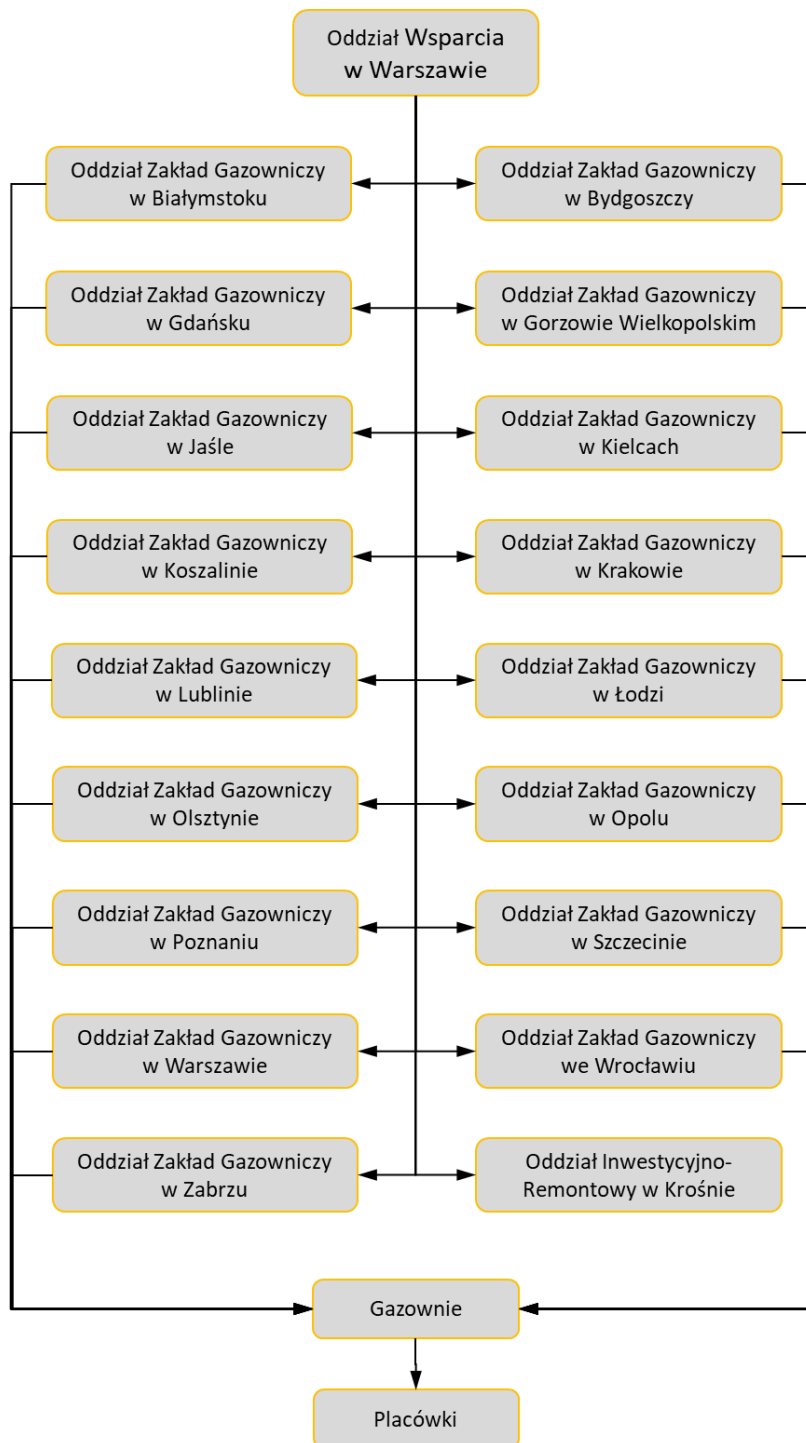 Oddział Wsparcia
w Warszawie
Oddział Zakład Gazowniczy
w Białymstoku
Oddział Zakład Gazowniczy
w Bydgoszczy
Oddział Zakład Gazowniczy
w Gdańsku
Oddział Zakład Gazowniczy
w Gorzowie Wielkopolskim
Oddział Zakład Gazowniczy
w Jaśle
Oddział Zakład Gazowniczy
w Kielcach
Oddział Zakład Gazowniczy
w Koszalinie
Oddział Zakład Gazowniczy
w Krakowie
Oddział Zakład Gazowniczy
w Lublinie
Oddział Zakład Gazowniczy
w Łodzi
Oddział Zakład Gazowniczy
w Olsztynie
Oddział Zakład Gazowniczy
w Opolu
Oddział Zakład Gazowniczy
w Poznaniu
Oddział Zakład Gazowniczy
w Szczecinie
Oddział Zakład Gazowniczy
w Warszawie
Oddział Zakład Gazowniczy
we Wrocławiu
Oddział Zakład Gazowniczy
w Zabrzu
Oddział Inwestycyjno-
Remontowy w Krośnie
Gazownie
Placówki